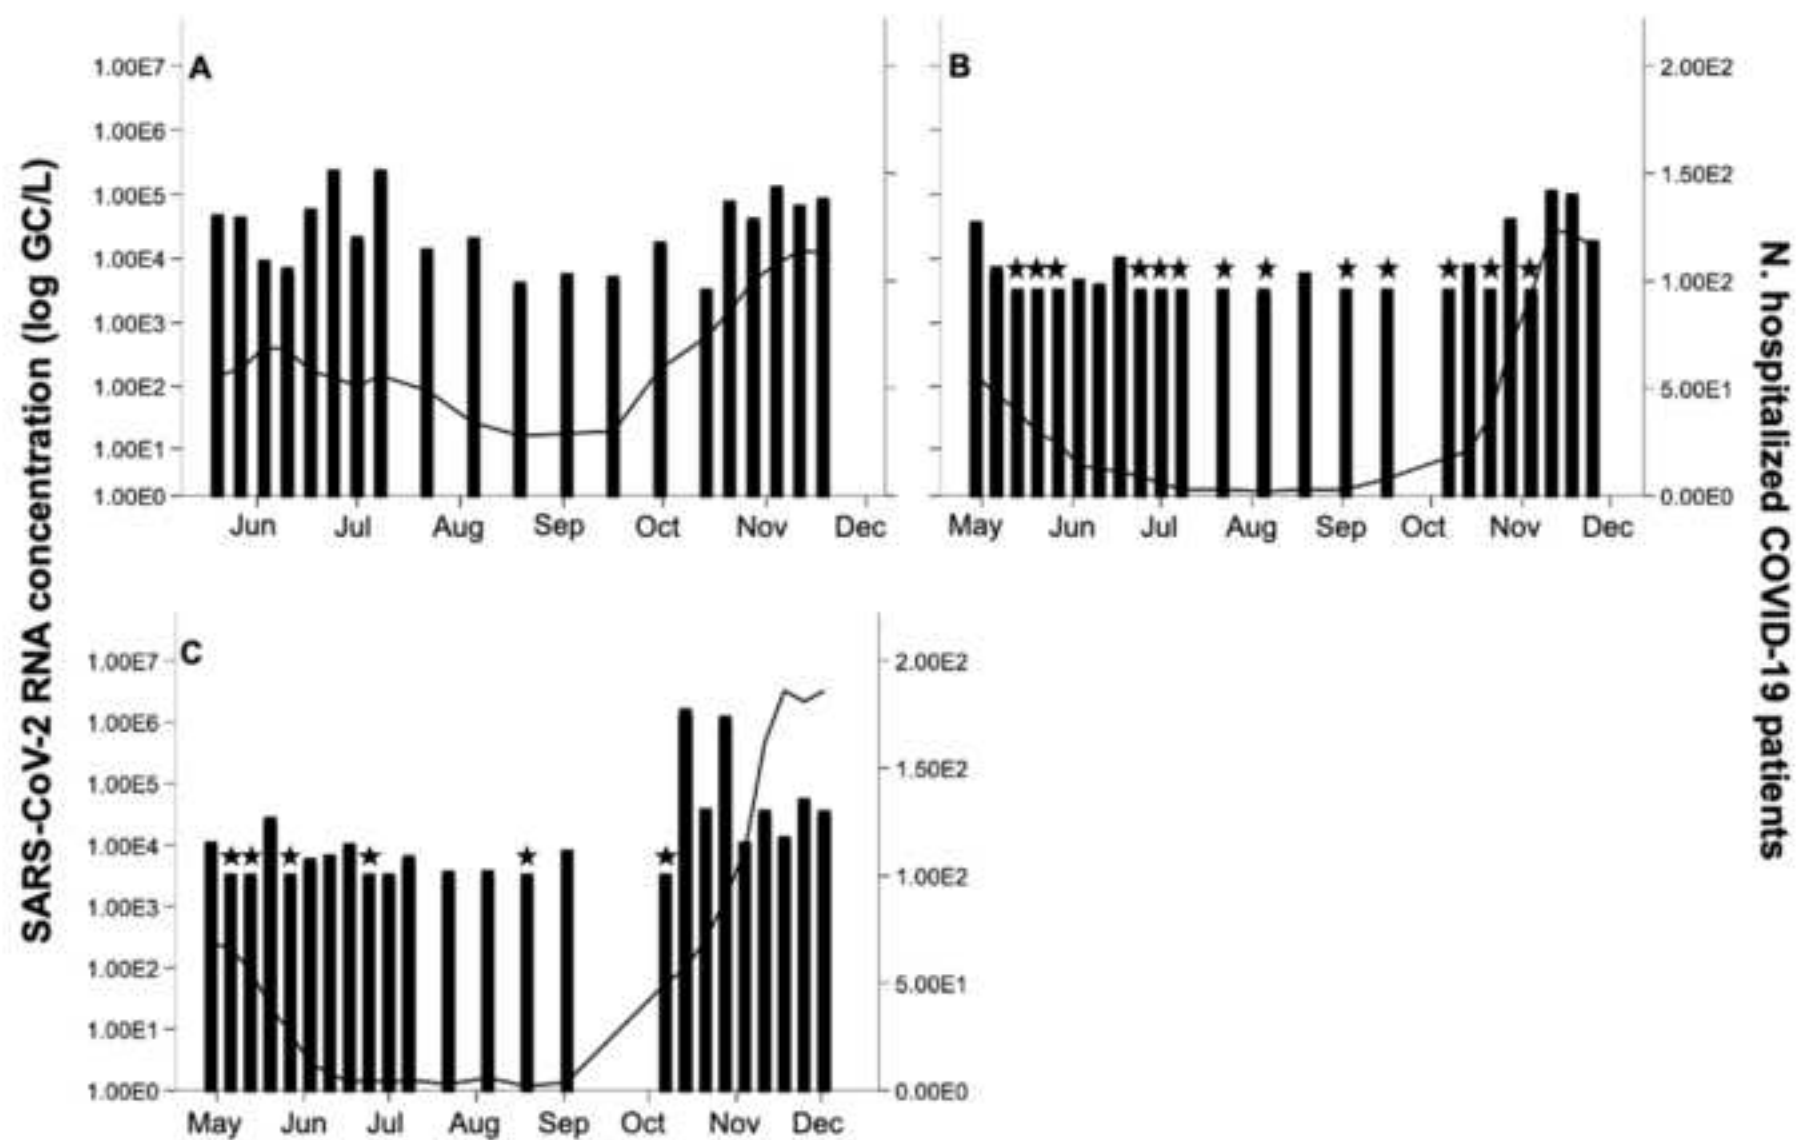 SARS-CoV-2 RNA concentration (log GC/L)
A
1.00E7
1.00E6
1.00E5
1.00E4
1.00E3
1.00E2
1.00E1
1.00E0
Jun Jul Aug Sep Oct Nov Dec
B
2.00E2
1.50E2
1.00E2
5.00E1
0.00E0
May Jun Jul Aug Sep Oct Nov Dec
N. hospitalized COVID-19 patients
C
1.00E7
1.00E6
1.00E5
1.00E4
1.00E3
1.00E2
1.00E1
1.00E0
2.00E2
1.50E2
1.00E2
5.00E1
0.00E0
May Jun Jul Aug Sep Oct Nov Dec